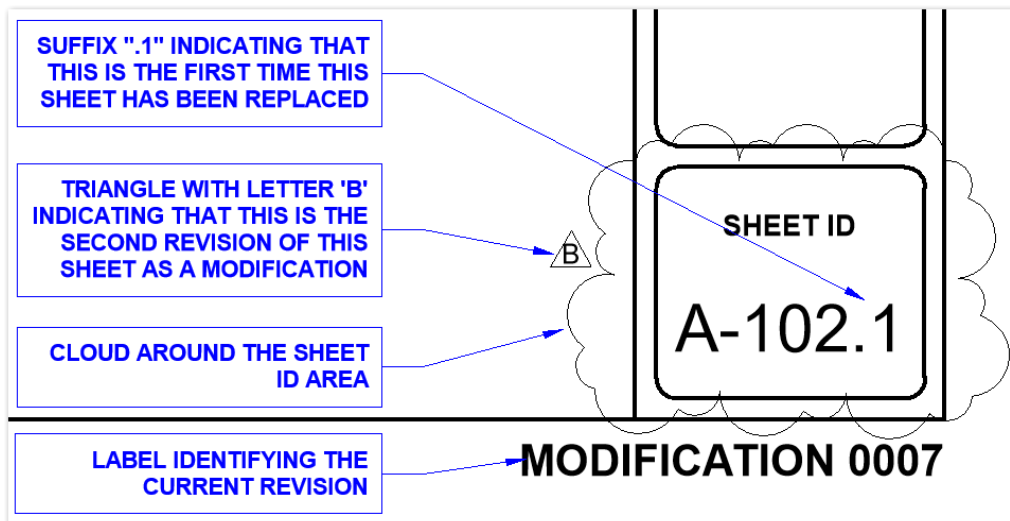 SUFFIX ".1" INDICATING THAT
THIS IS THE FIRST TIME THIS
SHEET HAS BEEN REPLACED
TRIANGLE WITH LETTER 'B'
INDICATING THAT THIS IS THE
SECOND REVISION OF THIS
SHEET AS A MODIFICATION
B
SHEET ID
A-102.1
CLOUD AROUND THE SHEET
ID AREA
LABEL IDENTIFYING THE
CURRENT REVISION
MODIFICATION 0007